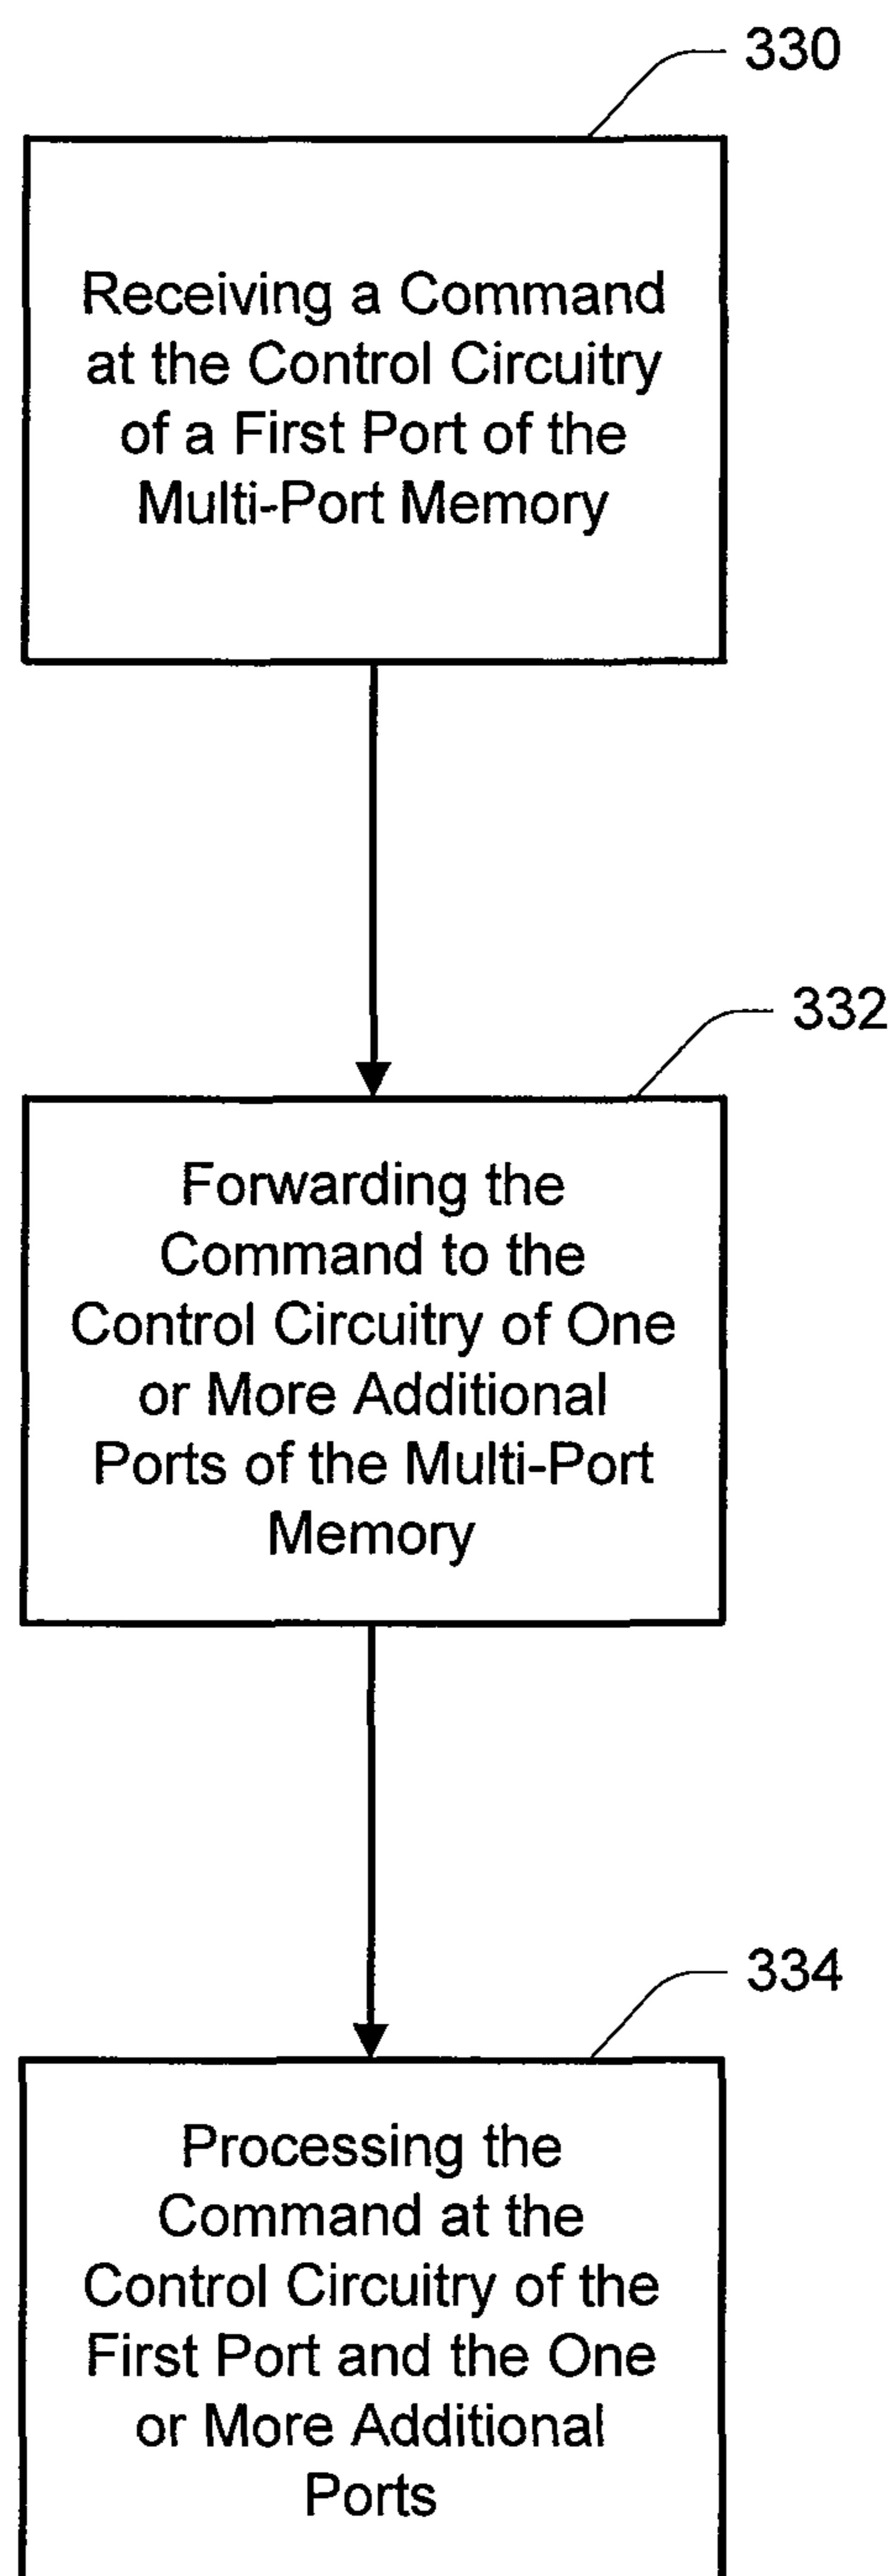 330
Receiving a Command
at the Control Circuitry
of a First Port of the
Multi-Port Memory
332
Forwarding the
Command to the
Control Circuitry of One
or More Additional
Ports of the Multi-Port
Memory
334
Processing the
Command at the
Control Circuitry of the
First Port and the One
or More Additional
Ports